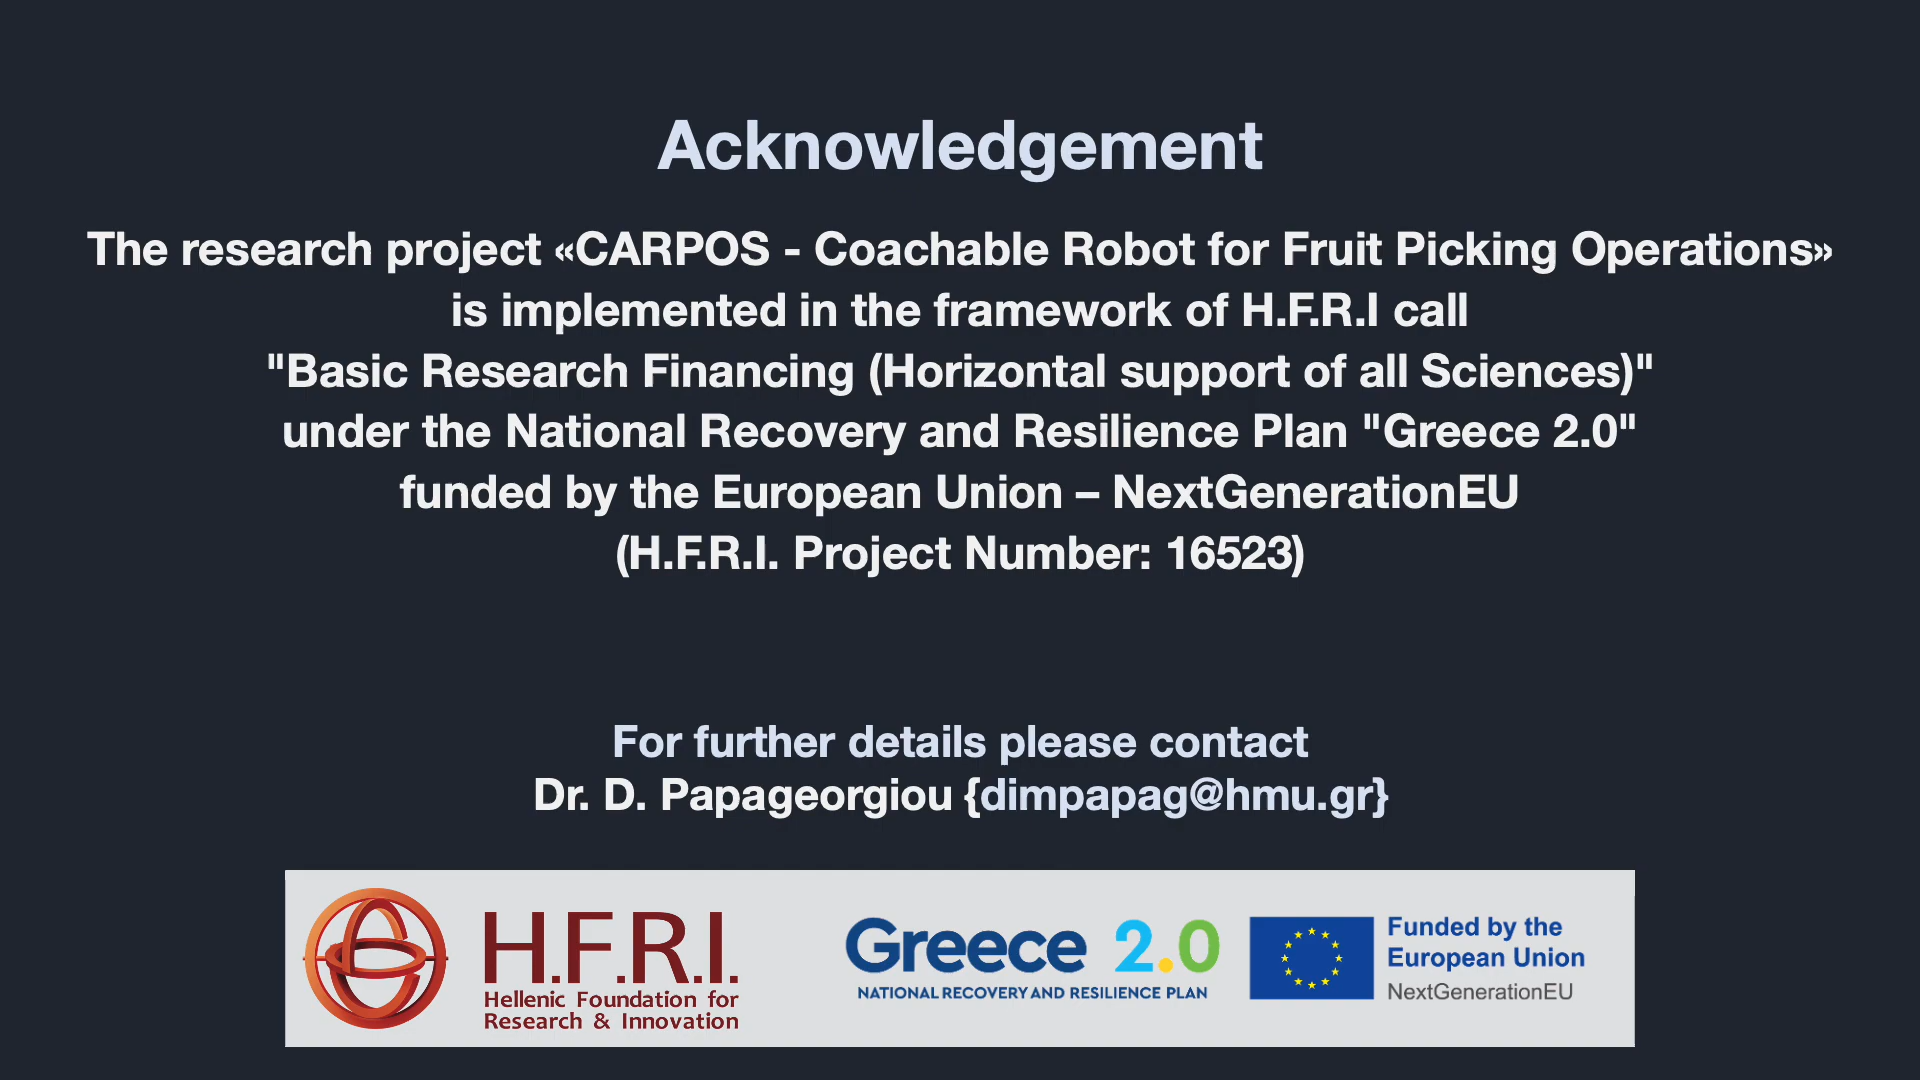 Acknowledgement
The research project «CARPOS - Coachable Robot for Fruit Picking Operations»
is implemented in the framework of H.F.R.I call
"Basic Research Financing (Horizontal support of all Sciences)"
under the National Recovery and Resilience Plan "Greece 2.0"
funded by the European Union – NextGenerationEU
(H.F.R.I. Project Number: 16523)
For further details please contact
Dr. D. Papageorgiou {dimpapag@hmu.gr}
H.F.R.I.
Hellenic Foundation for
Research & Innovation
Greece 2.0
NATIONAL RECOVERY AND RESILIENCE PLAN
Funded by the
European Union
NextGenerationEU